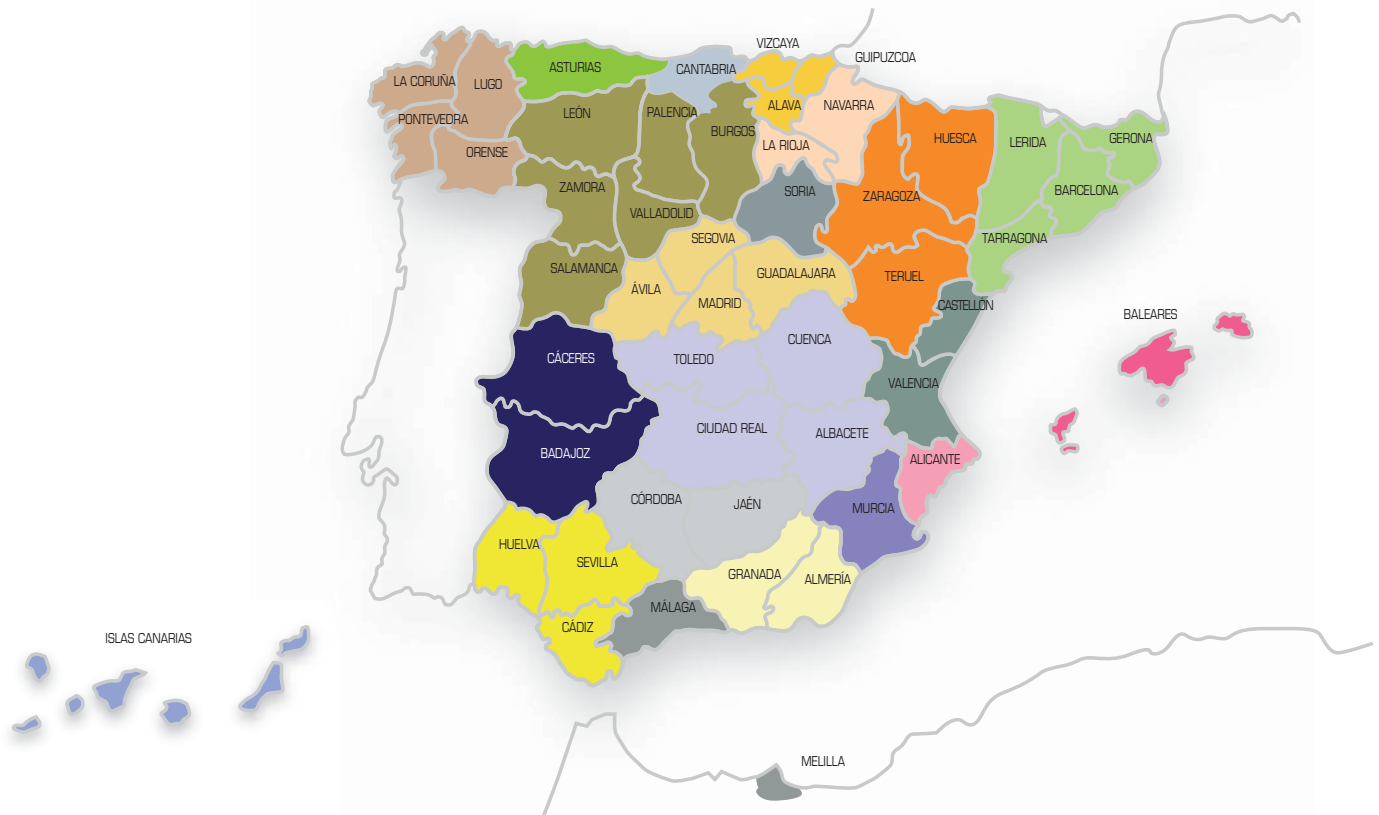 VIZCAYA
GUIPUZCOA
ASTURIAS
CANTABRIA
LA CORUÑA
LUGO
ALAVA
NAVARRA
LEÓN
PALENCIA
PONTEVEDRA
BURGOS
HUESCA
LERIDA
GERONA
ORENSE
LA RIOJA
ZAMORA
SORIA
ZARAGOZA
BARCELONA
VALLADOLID
SEGOVIA
TARRAGONA
SALAMANCA
GUADALAJARA
TERUEL
ÁVILA
MADRID
CASTELLÓN
BALEARES
CÁCERES
TOLEDO
CUENCA
VALENCIA
CIUDAD REAL
ALBACETE
BADAJOZ
ALICANTE
CÓRDOBA
JAÉN
MURCIA
HUELVA
SEVILLA
GRANADA
ALMERÍA
MÁLAGA
CÁDIZ
ISLAS CANARIAS
MELILLA